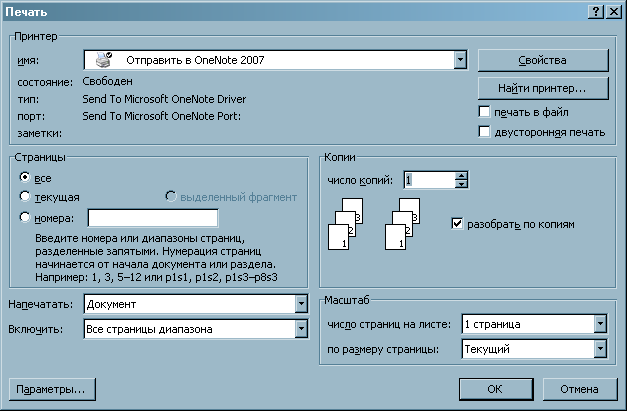 Печать
Принтер
имя: Отправить в OneNote 2007
Свойства
состояние: Свободен
Найти принтер...
тип: Send To Microsoft OneNote Driver
порт: Send To Microsoft OneNote Port:
печать в файл
заметки:
двусторонняя печать
Страницы
все
текущая
выделенный фрагмент
номера:
Введите номера или диапазоны страниц,
разделенные запятыми. Нумерация страниц
начинается от начала документа или раздела.
Например: 1, 3, 5–12 или p1s1, p1s2, p1s3–p8s3
Копии
число копий: 1
3 3
2 2
1 1
разобрать по копиям
Напечатать: Документ
Включить: Все страницы диапазона
Масштаб
число страниц на листе: 1 страница
по размеру страницы: Текущий
Параметры...
ОК
Отмена